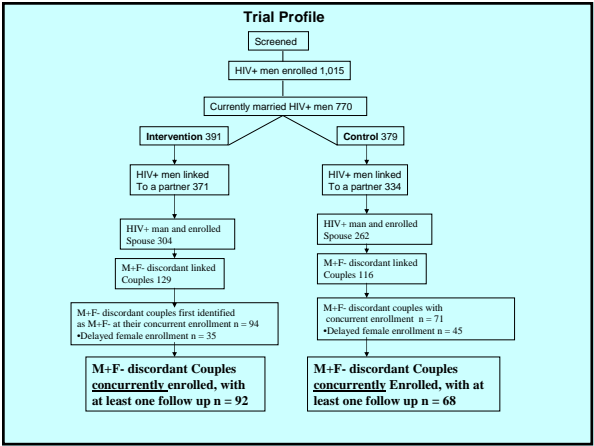 Trial Profile
Screened
HIV+ men enrolled 1,015
Currently married HIV+ men 770
Intervention 391
Control 379
HIV+ men linked
To a partner 371
HIV+ men linked
To a partner 334
HIV+ man and enrolled
Spouse 304
HIV+ man and enrolled
Spouse 262
M+F- discordant linked
Couples 129
M+F- discordant linked
Couples 116
M+F- discordant couples first identified
as M+F- at their concurrent enrollment n = 94
•Delayed female enrollment n = 35
M+F- discordant couples with
concurrent enrollment n = 71
•Delayed female enrollment n = 45
M+F- discordant Couples
concurrently enrolled, with
at least one follow up n = 92
M+F- discordant Couples
concurrently Enrolled, with at
least one follow up n = 68